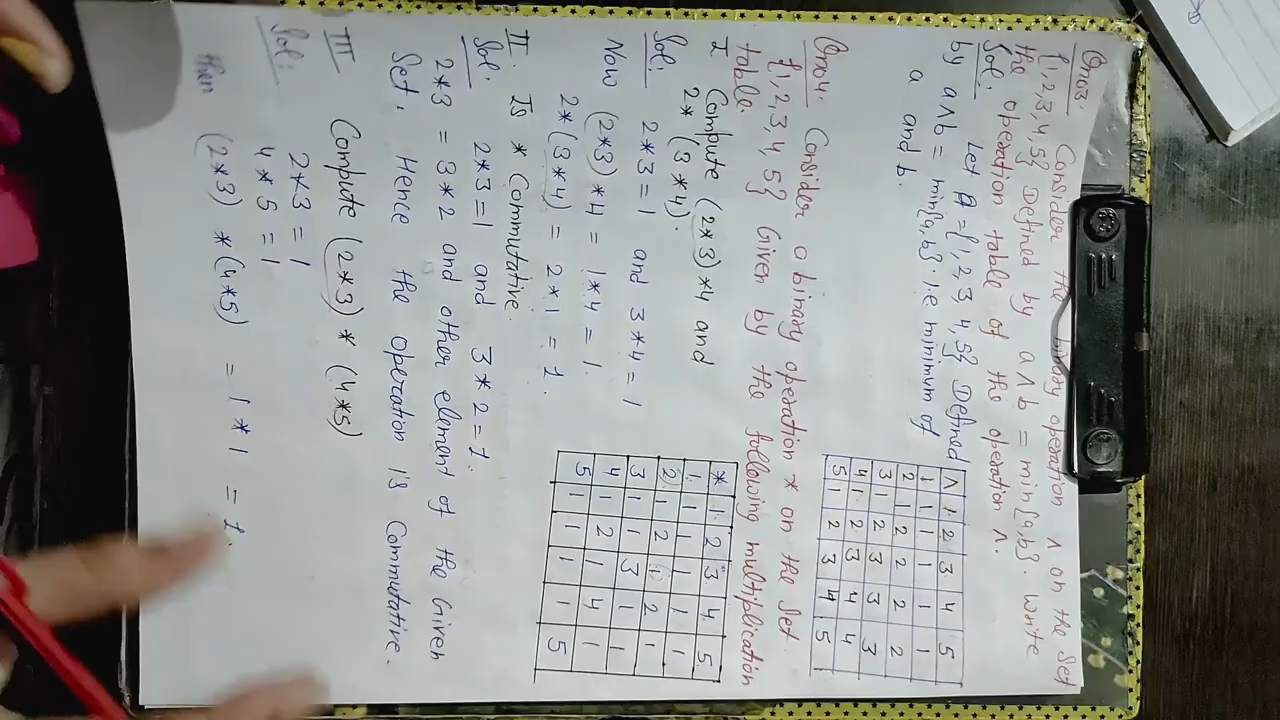 Qno3. Consider the binary operation ∧ on the set
{1,2,3,4,5} Defined by a∧b = min{a,b}. Write
the operation table of the operation ∧.
Sol: Let A={1,2,3,4,5} Defined
by a∧b = min{a,b}. i.e minimum of
a and b.
∧ 1 2 3 4 5
1 1 1 1 1 1
2 1 2 2 2 2
3 1 2 3 3 3
4 1 2 3 4 4
5 1 2 3 4 5
Qno4. Consider a binary operation * on the set
{1,2,3,4,5} Given by the following multiplication
table.
I Compute (2*3)*4 and
2*(3*4).
Sol: 2*3=1 and 3*4=1
Now (2*3)*4 = 1*4=1.
2*(3*4) = 2*1=1.
* 1 2 3 4 5
1 1 1 1 1 1
2 1 2 1 2 1
3 1 1 3 1 1
4 1 2 1 4 1
5 1 1 1 1 5
II. Is * Commutative.
Sol: 2*3=1 and 3*2=1.
2*3 = 3*2 and other element of the Given
Set. Hence the operation is Commutative.
III Compute (2*3)*(4*5)
Sol: 2*3=1
4*5=1
then (2*3)*(4*5) = 1*1 = 1.